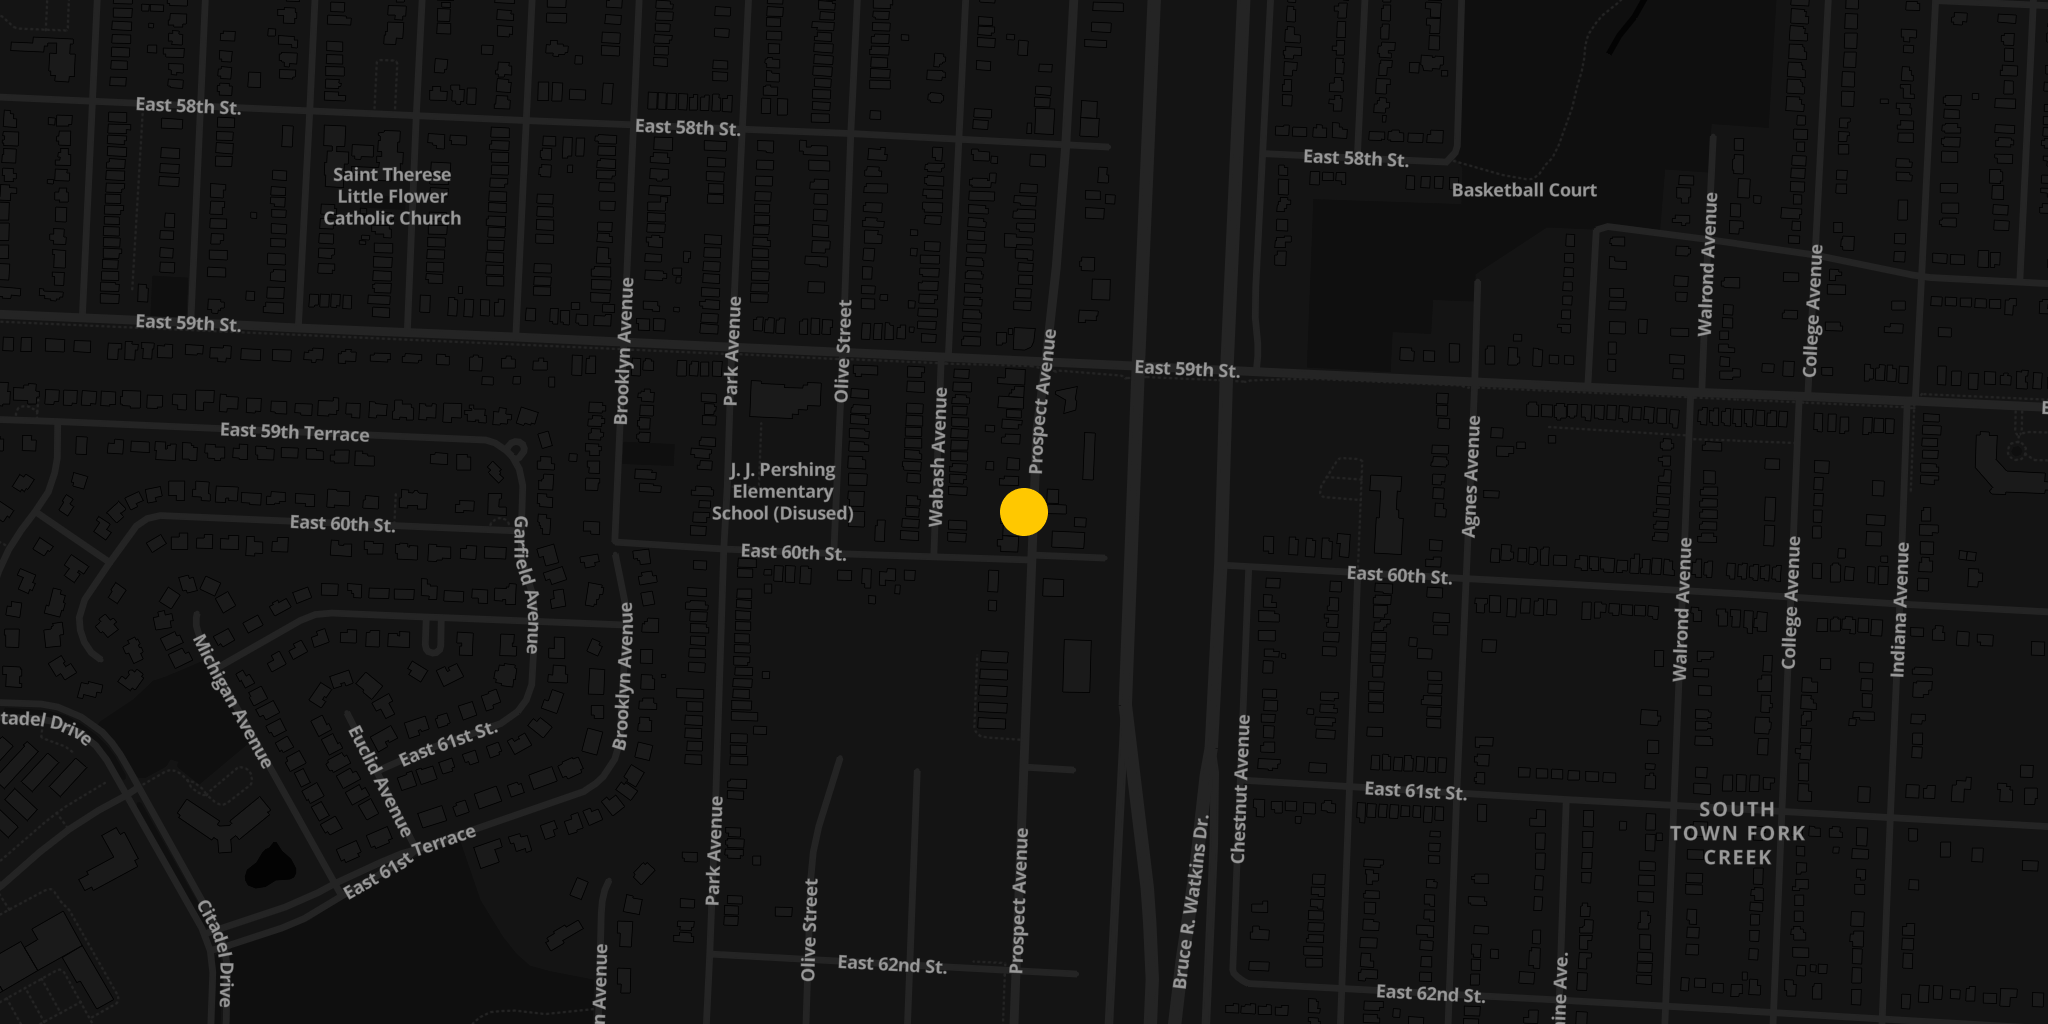 East 58th St.
East 58th St.
East 58th St.
Saint Therese
Little Flower
Catholic Church
Basketball Court
Walrond Avenue
College Avenue
East 59th St.
Brooklyn Avenue
Park Avenue
Olive Street
Prospect Avenue
East 59th St.
East 59th Terrace
Wabash Avenue
Agnes Avenue
J. J. Pershing
Elementary
School (Disused)
East 60th St.
Garfield Avenue
East 60th St.
East 60th St.
Walrond Avenue
College Avenue
Indiana Avenue
Michigan Avenue
Brooklyn Avenue
tadel Drive
East 61st St.
Euclid Avenue
Chestnut Avenue
East 61st St.
SOUTH
TOWN FORK
CREEK
East 61st Terrace
Park Avenue
Olive Street
Prospect Avenue
Bruce R. Watkins Dr.
Citadel Drive
n Avenue
East 62nd St.
East 62nd St.
ine Ave.